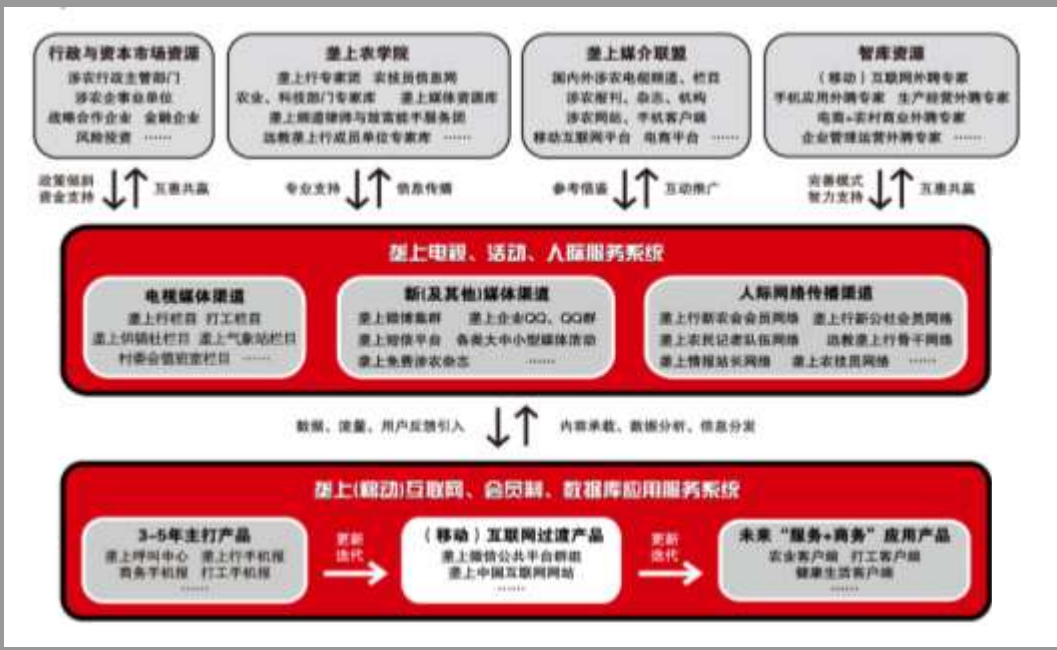 行政与资本市场资源
涉农行政主管部门
涉农企事业单位
战略合作企业 金融企业
风险投资 ……
垄上农学院
垄上行专家团 农技员信息网
农业、科技部门专家库 垄上媒体资源库
垄上频道律师与致富能手服务团
远教垄上行成员单位专家库 ……
垄上媒介联盟
国内外涉农电视频道、栏目
涉农报刊、杂志、机构
涉农网站、手机客户端
移动互联网平台 电商平台 ……
智库资源
（移动）互联网外聘专家
手机应用外聘专家 生产经营外聘专家
电商+农村商业外聘专家
企业管理运营外聘专家 ……
政策倾斜
资金支持
互惠共赢
专业支持
信息传播
参考借鉴
互动推广
完善模式
智力支持
互惠共赢
垄上电视、活动、人际服务系统
电视媒体渠道
垄上行栏目 打工栏目
垄上供销社栏目 垄上气象站栏目
村委会值班室栏目 ……
新(及其他)媒体渠道
垄上微博集群 垄上企业QQ、QQ群
垄上短信平台 各类大中小型媒体活动
垄上免费涉农杂志 ……
人际网络传播渠道
垄上行新农会会员网络 垄上行新公社会员网络
垄上农民记者队伍网络 远教垄上行骨干网络
垄上情报站长网络 垄上农技员网络 ……
数据、流量、用户反馈引入
内容承载、数据分析、信息分发
垄上(移动)互联网、会员制、数据库应用服务系统
3-5年主打产品
垄上呼叫中心 垄上行手机报
商务手机报 打工手机报
……
更新
迭代
（移动）互联网过渡产品
垄上微信公共平台群组
垄上中国互联网网站
……
更新
迭代
未来“服务+商务”应用产品
农业客户端 打工客户端
健康生活客户端
……